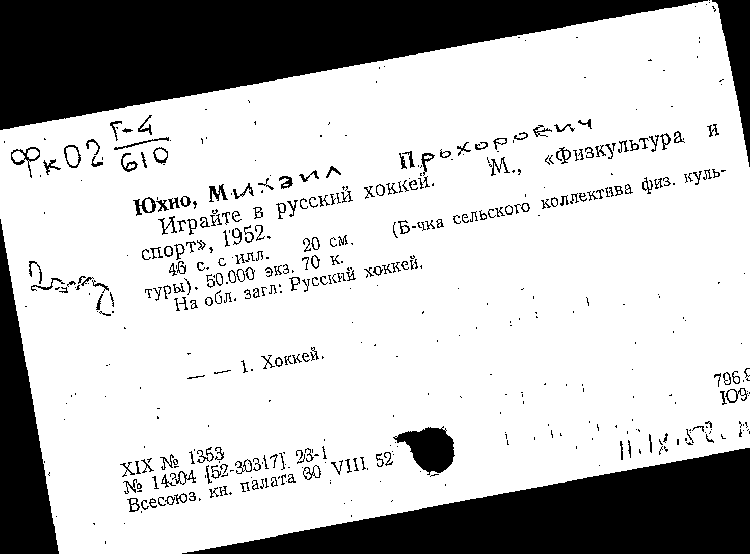 Фк02 Г-4
610
Юхно, Михаил Прохорович
Играйте в русский хоккей. М., «Физкультура и
спорт», 1952.
46 с. с илл. 20 см. (Б-чка сельского коллектива физ. куль-
туры). 50.000 экз. 70 к.
На обл. загл: Русский хоккей.
— — 1. Хоккей.
796.9
Ю9
XIX № 1353
№ 14304 [52-30317]. 23-1
Всесоюз. кн. палата 30 VIII. 52
11.IX.52.